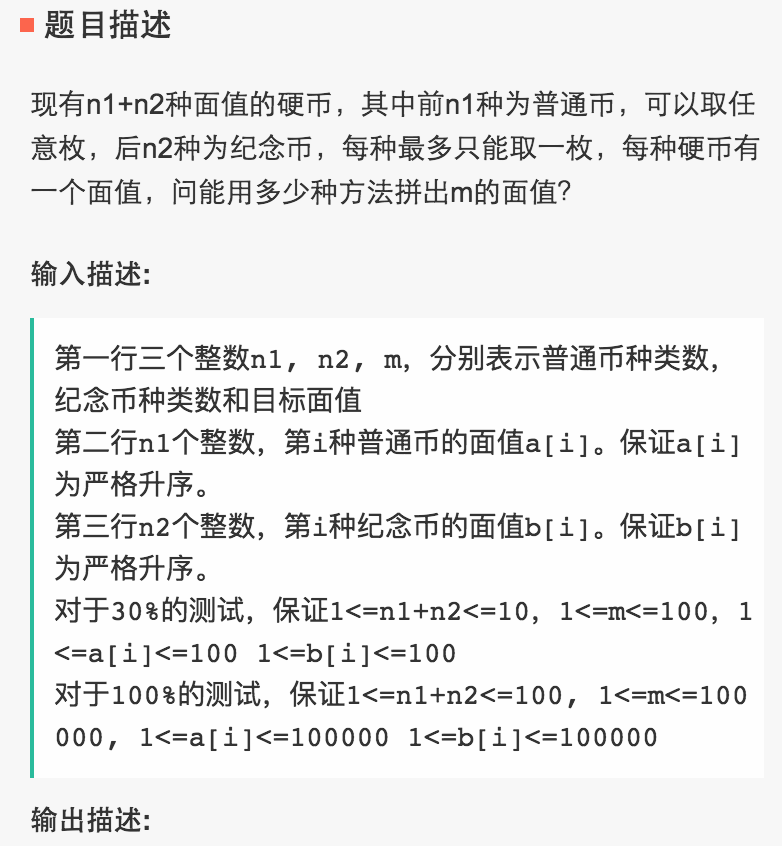 题目描述
现有n1+n2种面值的硬币，其中前n1种为普通币，可以取任
意枚，后n2种为纪念币，每种最多只能取一枚，每种硬币有
一个面值，问能用多少种方法拼出m的面值？
输入描述:
第一行三个整数n1, n2, m，分别表示普通币种类数，
纪念币种类数和目标面值
第二行n1个整数，第i种普通币的面值a[i]。保证a[i]
为严格升序。
第三行n2个整数，第i种纪念币的面值b[i]。保证b[i]
为严格升序。
对于30%的测试，保证1<=n1+n2<=10，1<=m<=100，1
<=a[i]<=100 1<=b[i]<=100
对于100%的测试，保证1<=n1+n2<=100, 1<=m<=100
000, 1<=a[i]<=100000 1<=b[i]<=100000
输出描述: